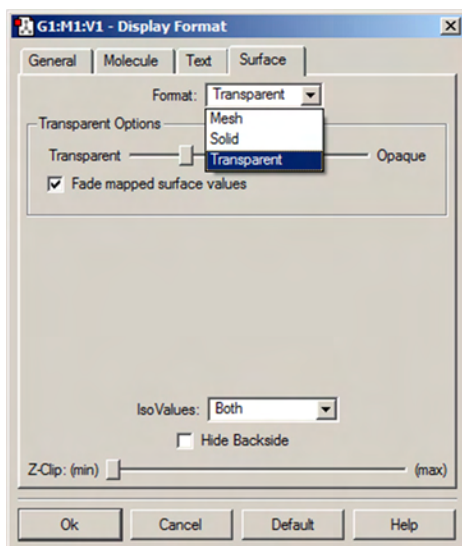 G1:M1:V1 - Display Format
General Molecule Text Surface
Format: Transparent
Mesh
Solid
Transparent
Transparent Options
Transparent Opaque
Fade mapped surface values
IsoValues: Both
Hide Backside
Z-Clip: (min) (max)
Ok Cancel Default Help